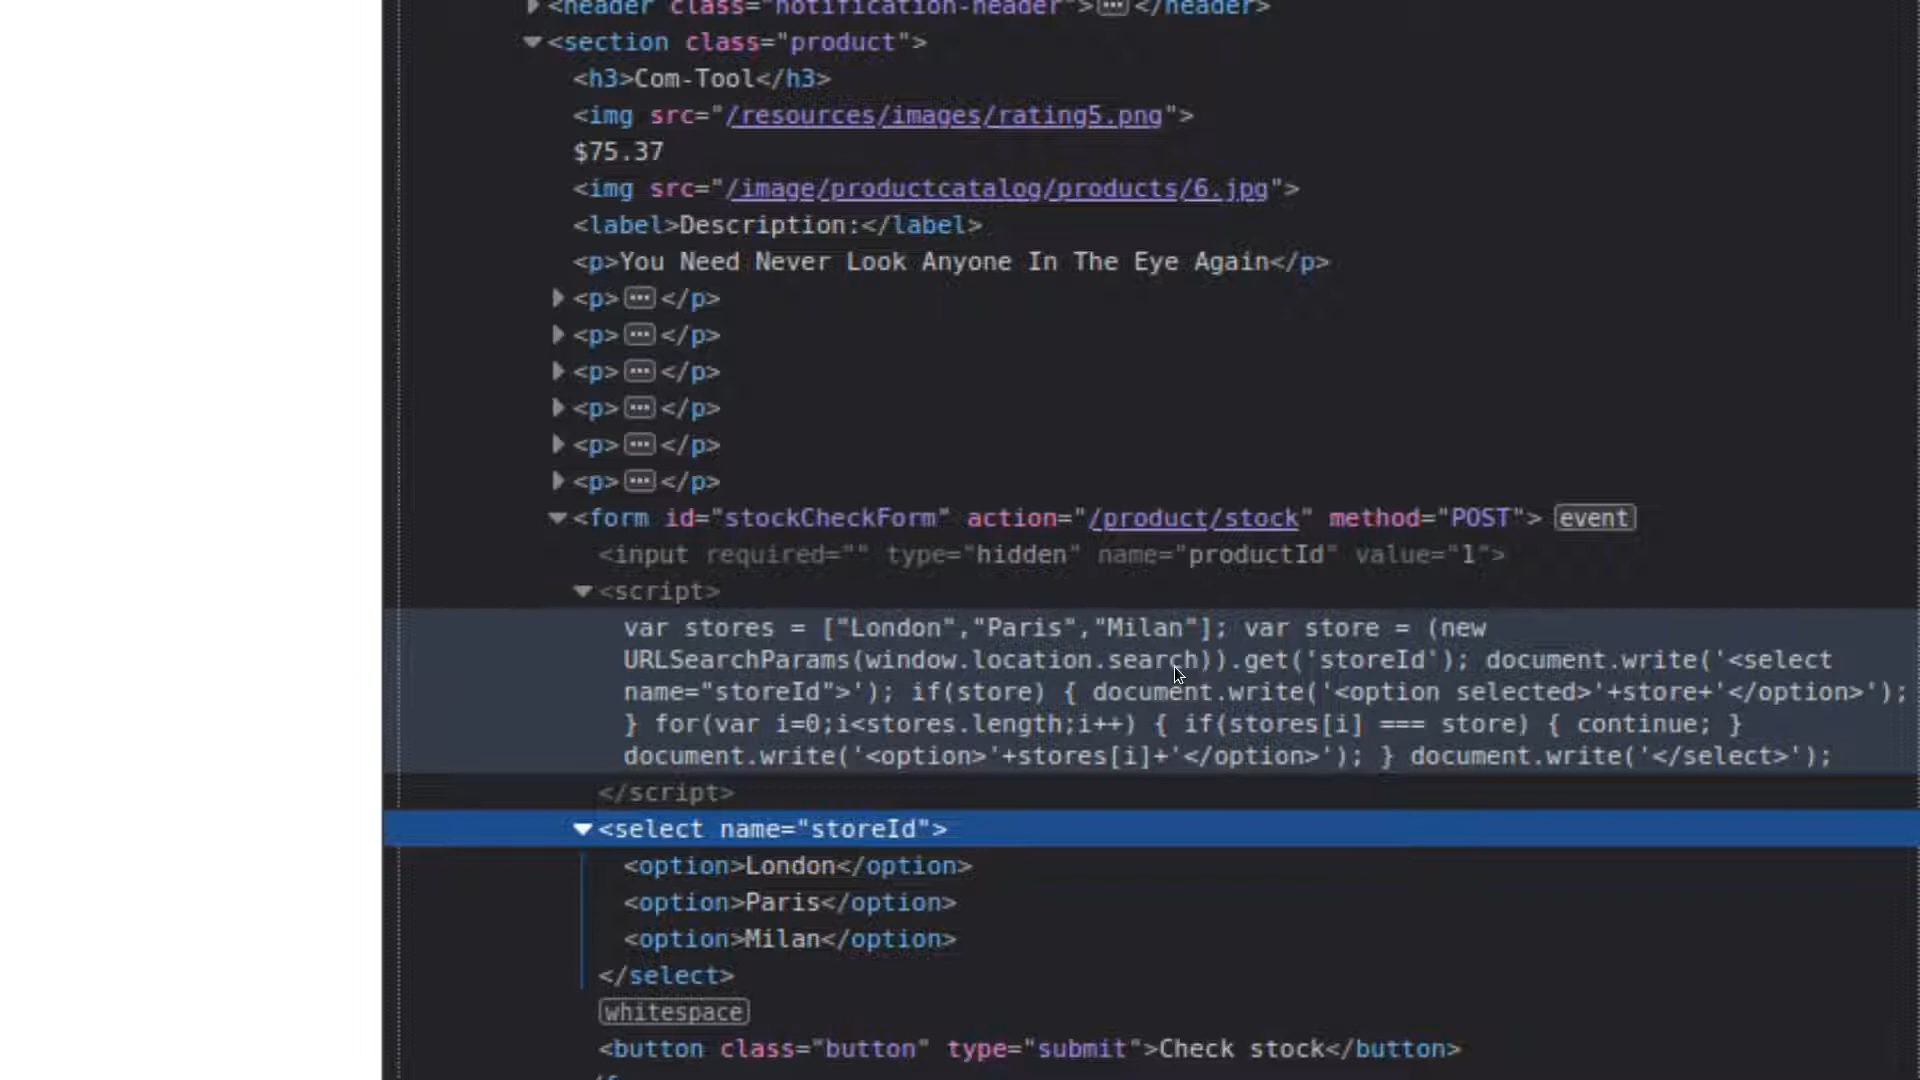 <header class="notification-header"></header>
<section class="product">
<h3>Com-Tool</h3>
<img src="/resources/images/rating5.png">
$75.37
<img src="/image/productcatalog/products/6.jpg">
<label>Description:</label>
<p>You Need Never Look Anyone In The Eye Again</p>
<p></p>
<p></p>
<p></p>
<p></p>
<p></p>
<p></p>
<form id="stockCheckForm" action="/product/stock" method="POST"> event
<input required="" type="hidden" name="productId" value="1">
<script>
var stores = ["London","Paris","Milan"]; var store = (new
URLSearchParams(window.location.search)).get('storeId'); document.write('<select
name="storeId">'); if(store) { document.write('<option selected>'+store+'</option>');
} for(var i=0;i<stores.length;i++) { if(stores[i] === store) { continue; }
document.write('<option>'+stores[i]+'</option>'); } document.write('</select>');
</script>
<select name="storeId">
<option>London</option>
<option>Paris</option>
<option>Milan</option>
</select>
whitespace
<button class="button" type="submit">Check stock</button>